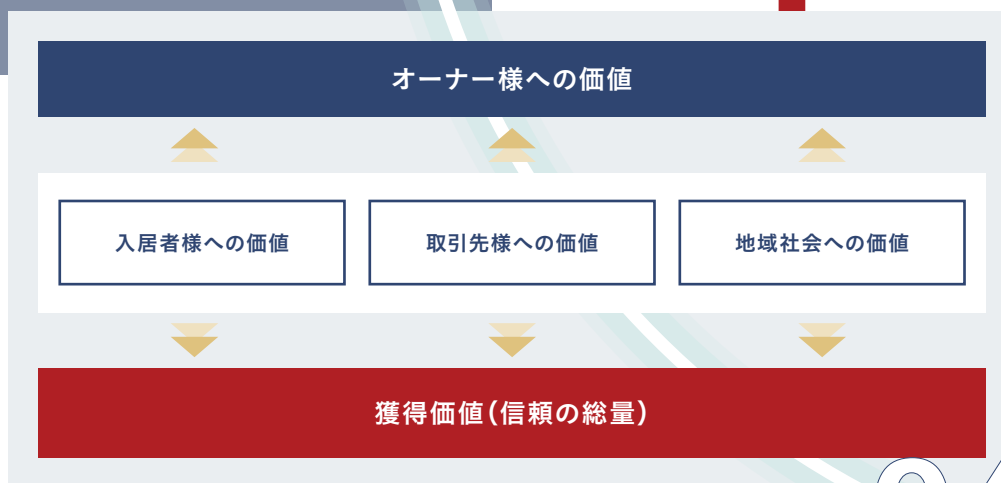 オーナー様への価値
入居者様への価値
取引先様への価値
地域社会への価値
獲得価値(信頼の総量)